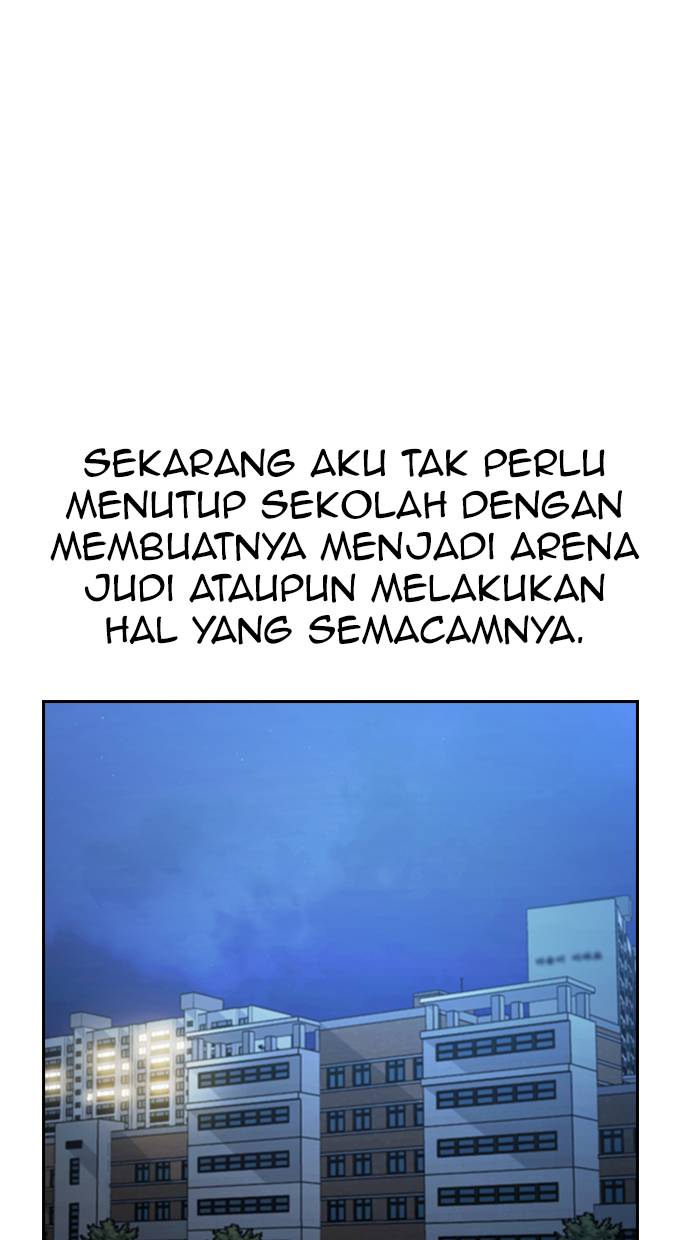 SEKARANG AKU TAK PERLU
MENUTUP SEKOLAH DENGAN
MEMBUATNYA MENJADI ARENA
JUDI ATAUPUN MELAKUKAN
HAL YANG SEMACAMNYA.